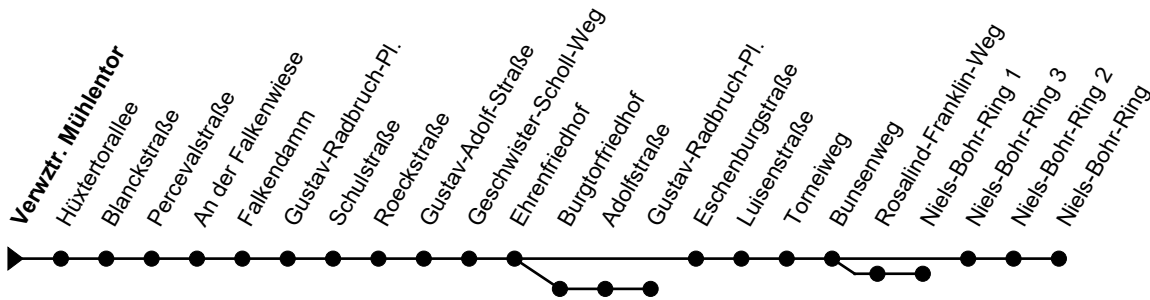 Verwztr. Mühlentor
Hüxtertorallee
Blanckstraße
Percevalstraße
An der Falkenwiese
Falkendamm
Gustav-Radbruch-Pl.
Schulstraße
Roeckstraße
Gustav-Adolf-Straße
Geschwister-Scholl-Weg
Ehrenfriedhof
Burgtorfriedhof
Adolfstraße
Gustav-Radbruch-Pl.
Eschenburgstraße
Luisenstraße
Torneiweg
Bunsenweg
Rosalind-Franklin-Weg
Niels-Bohr-Ring 1
Niels-Bohr-Ring 3
Niels-Bohr-Ring 2
Niels-Bohr-Ring